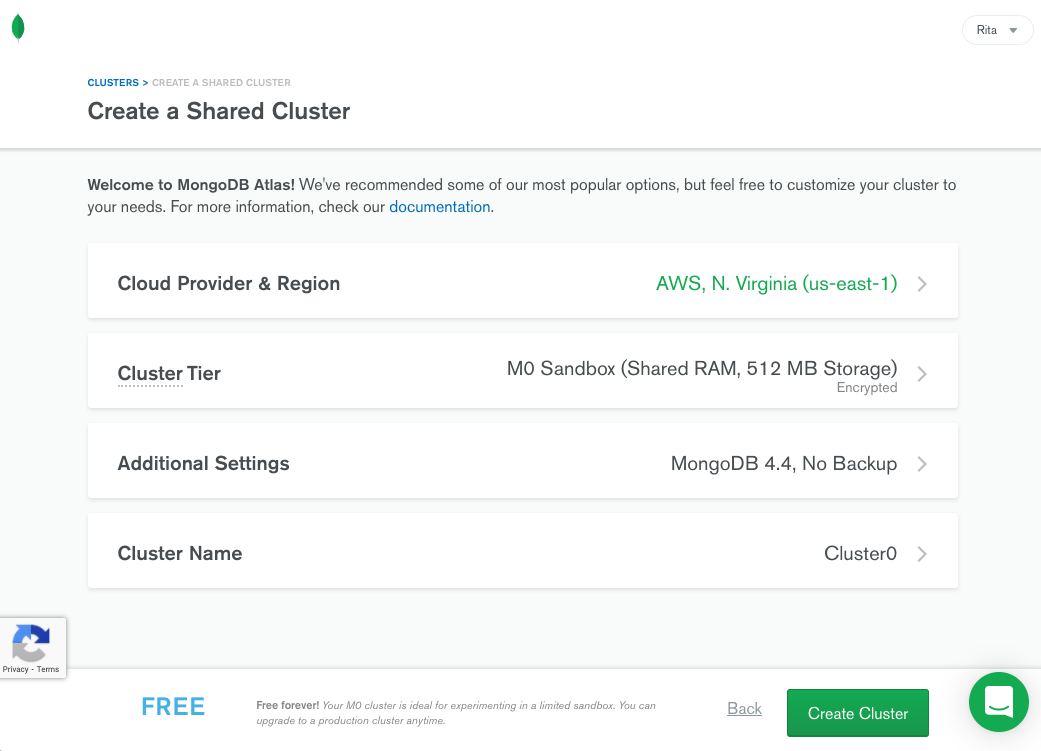 Rita
CLUSTERS > CREATE A SHARED CLUSTER
Create a Shared Cluster
Welcome to MongoDB Atlas! We've recommended some of our most popular options, but feel free to customize your cluster to
your needs. For more information, check our documentation.
Cloud Provider & Region AWS, N. Virginia (us-east-1)
Cluster Tier M0 Sandbox (Shared RAM, 512 MB Storage)
Encrypted
Additional Settings MongoDB 4.4, No Backup
Cluster Name Cluster0
Privacy - Terms
FREE
Free forever! Your M0 cluster is ideal for experimenting in a limited sandbox. You can
upgrade to a production cluster anytime.
Back
Create Cluster